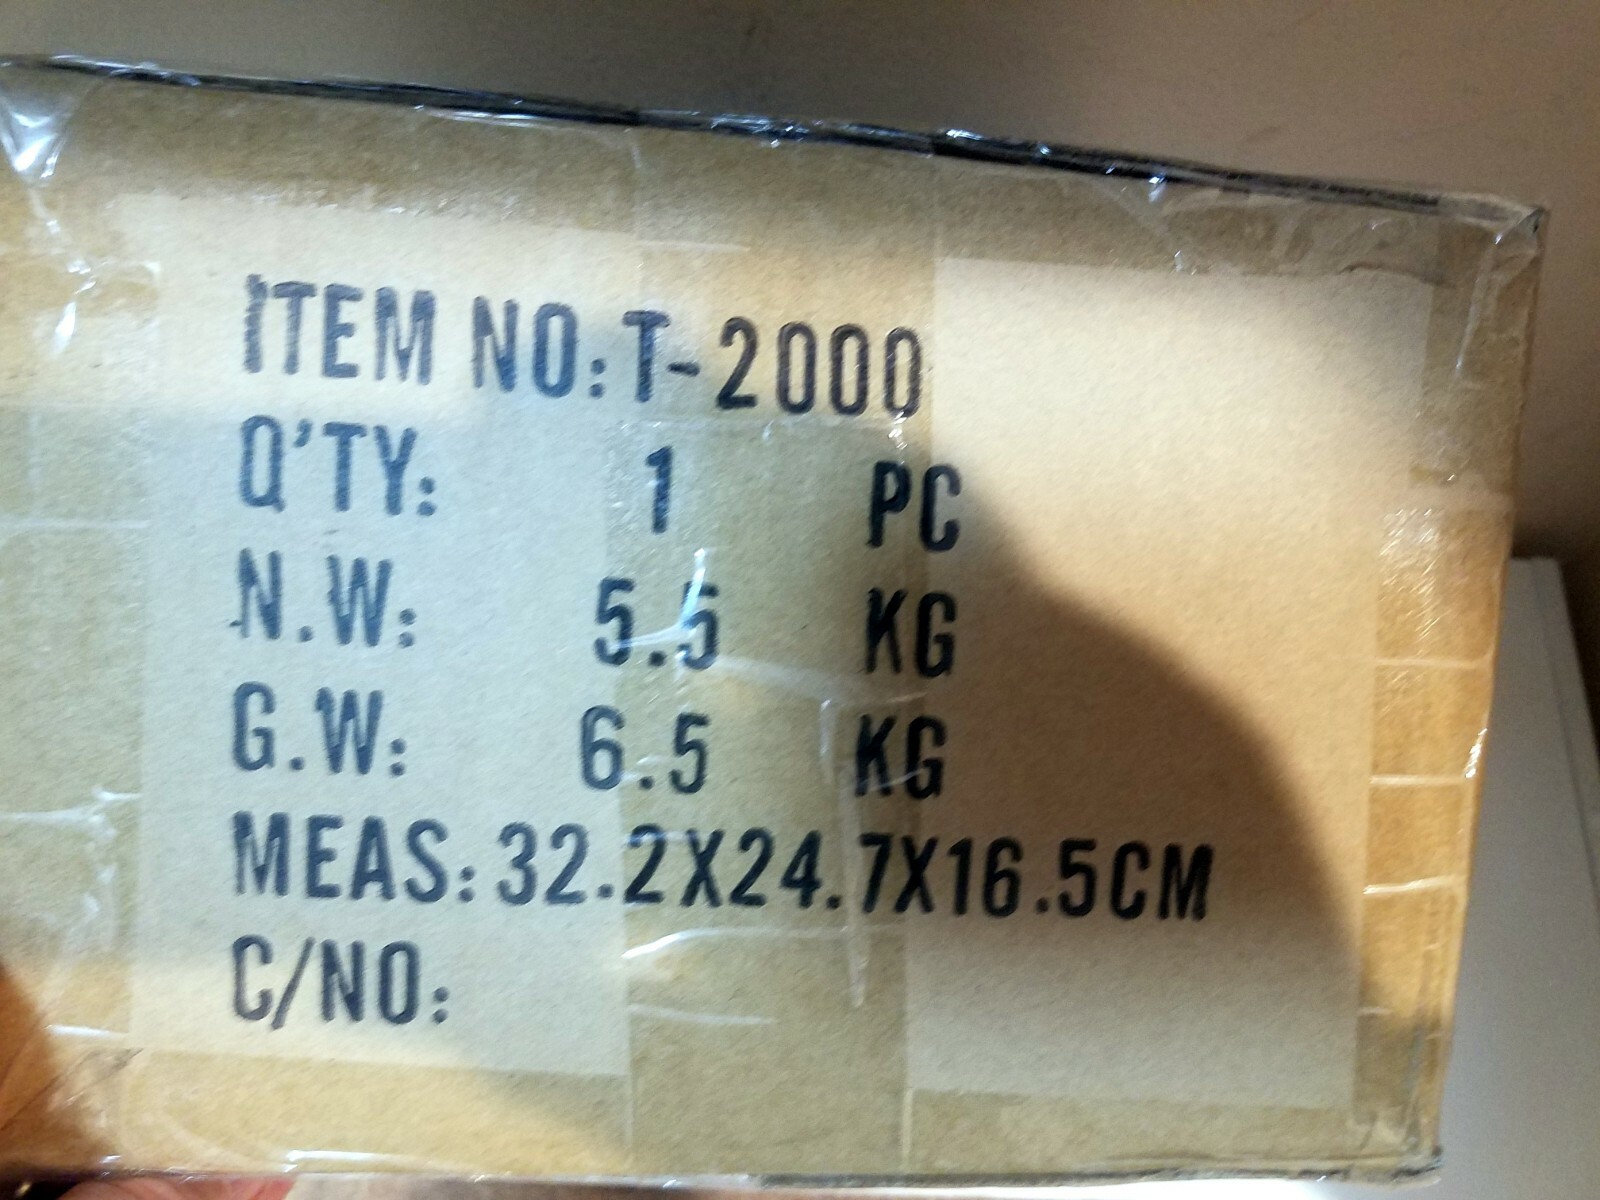 ITEM NO:T-2000
Q'TY: 1 PC
N.W: 5.5 KG
G.W: 6.5 KG
MEAS:32.2X24.7X16.5CM
C/NO: